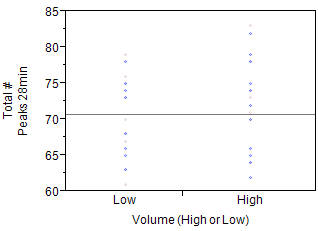 85
80
75
70
65
60
Total #
Peaks 28min
Low
High
Volume (High or Low)